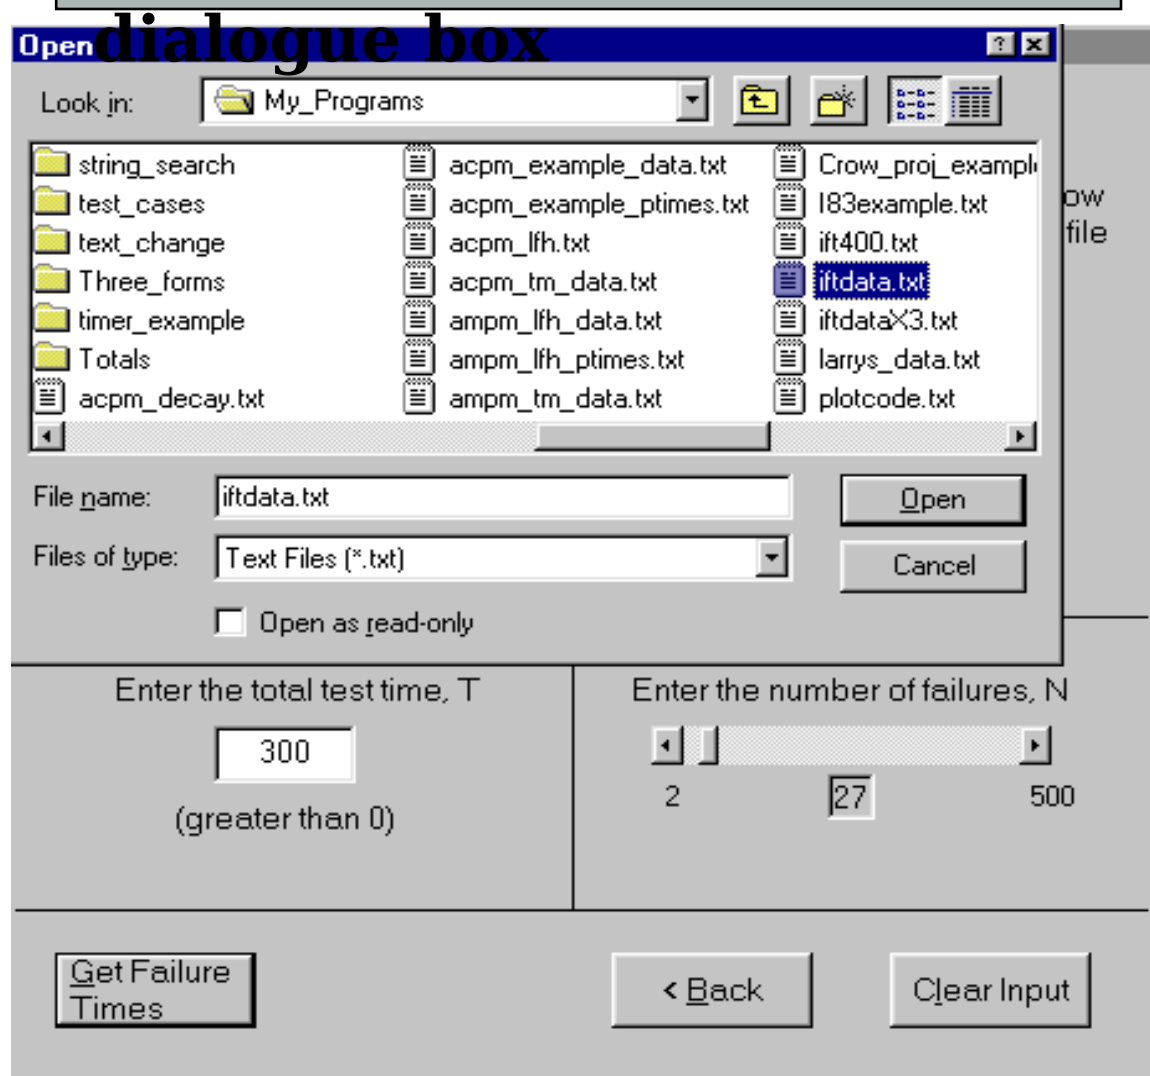 dialogue box
Open
Look in: My_Programs
string_search acpm_example_data.txt Crow_proj_example
test_cases acpm_example_ptimes.txt I83example.txt
text_change acpm_lfh.txt ift400.txt
Three_forms acpm_tm_data.txt iftdata.txt
timer_example ampm_lfh_data.txt iftdataX3.txt
Totals ampm_lfh_ptimes.txt larrys_data.txt
acpm_decay.txt ampm_tm_data.txt plotcode.txt
ow
file
File name: iftdata.txt Open
Files of type: Text Files (*.txt) Cancel
Open as read-only
Enter the total test time, T
300
(greater than 0)
Enter the number of failures, N
2 27 500
Get Failure
Times
< Back
Clear Input